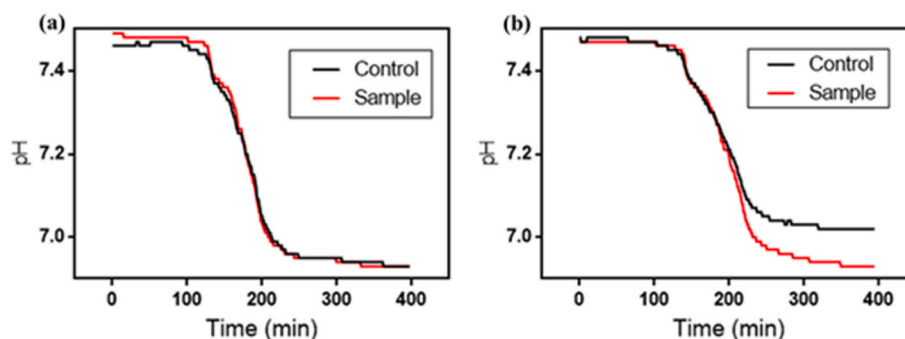 (a)
Control
Sample
7.4
7.2
7.0
pH
0 100 200 300 400
Time (min)
(b)
Control
Sample
7.4
7.2
7.0
pH
0 100 200 300 400
Time (min)